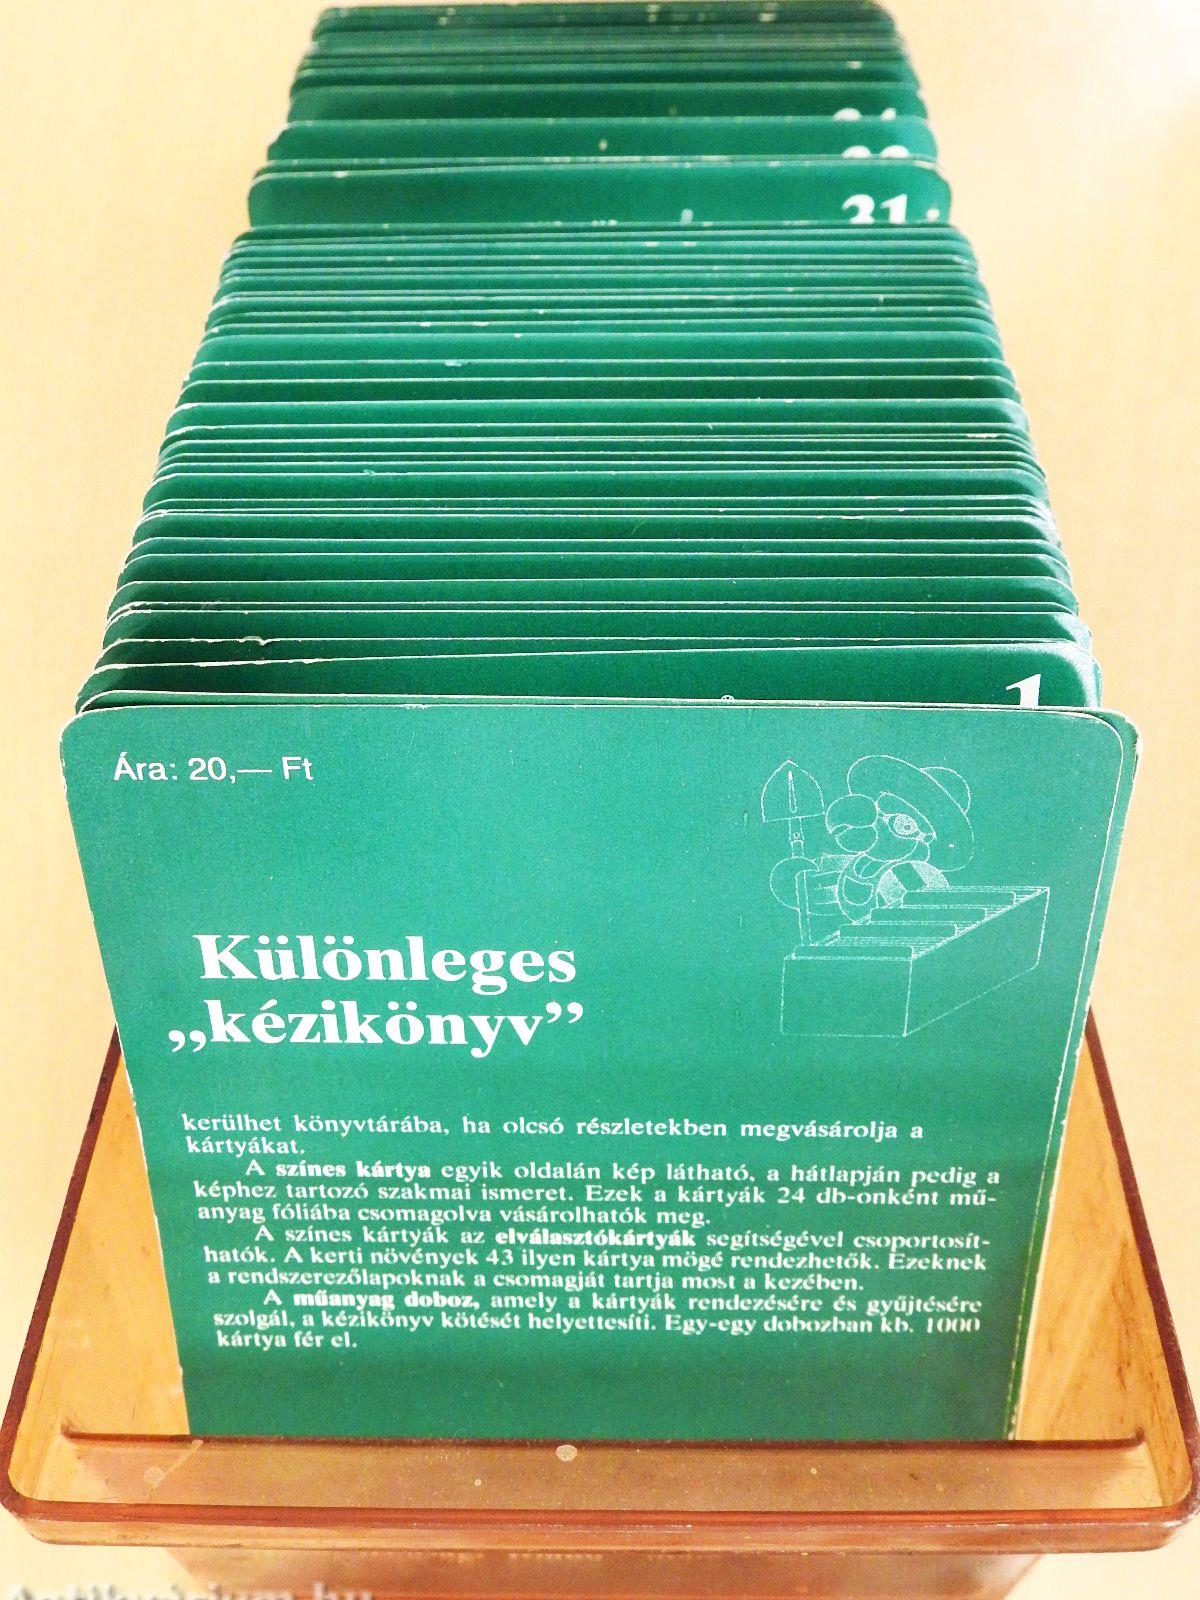 31.
1
Ára: 20,— Ft
Különleges
„kézikönyv”
kerülhet könyvtárába, ha olcsó részletekben megvásárolja a
kártyákat.
A színes kártya egyik oldalán kép látható, a hátlapján pedig a
képhez tartozó szakmai ismeret. Ezek a kártyák 24 db-onként mű-
anyag fóliába csomagolva vásárolhatók meg.
A színes kártyák az elválasztókártyák segítségével csoportosít-
hatók. A kerti növények 43 ilyen kártya mögé rendezhetők. Ezeknek
a rendszerezőlapoknak a csomagját tartja most a kezében.
A műanyag doboz, amely a kártyák rendezésére és gyűjtésére
szolgál, a kézikönyv kötését helyettesíti. Egy-egy dobozban kb. 1000
kártya fér el.